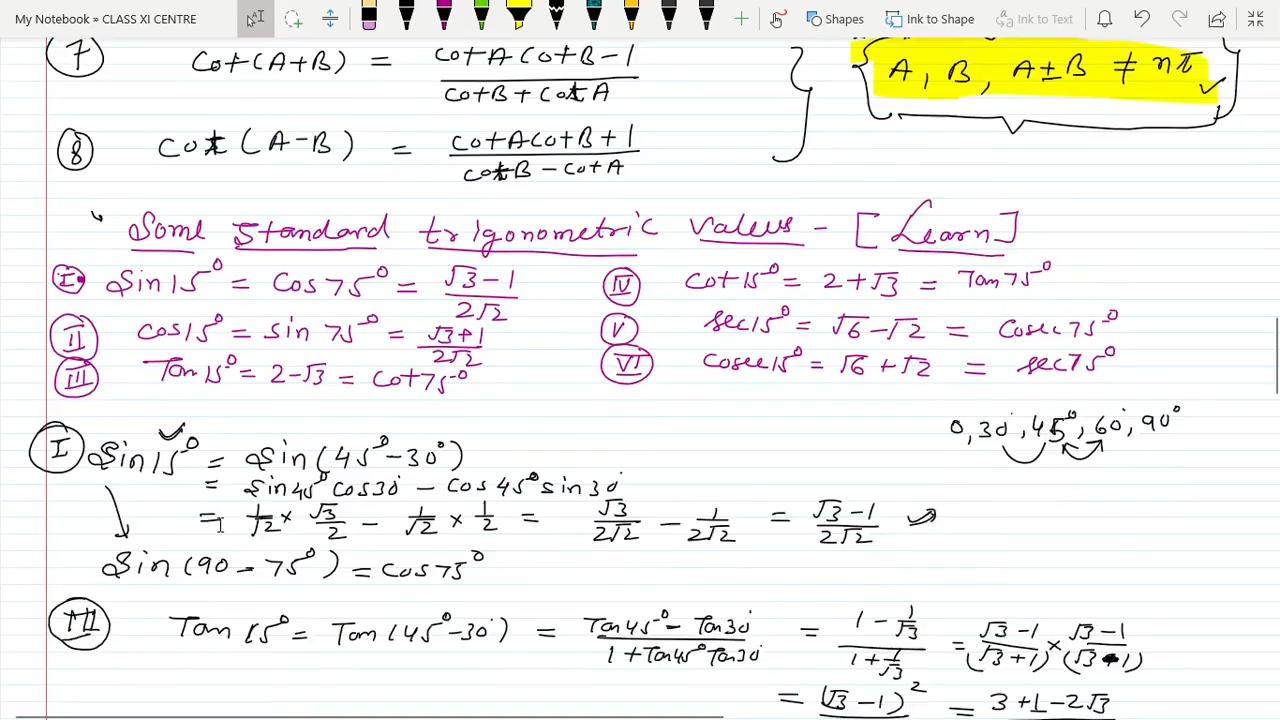 My Notebook » CLASS XI CENTRE
Shapes
Ink to Shape
Ink to Text
7 Cot(A+B) = (CotA CotB - 1)/(CotB + CotA)
A, B, A±B ≠ nπ
8 Cot(A-B) = (CotA CotB + 1)/(CotB - CotA)
Some Standard trigonometric Values - [Learn]
I. Sin15° = Cos75° = (√3 - 1)/(2√2)
II Cos15° = sin 75° = (√3+1)/(2√2)
III Tan15° = 2-√3 = Cot75°
IV Cot15° = 2+√3 = Tan75°
V sec15° = √6-√2 = Cosec75°
VI Cosec15° = √6+√2 = sec75°
0, 30°, 45°, 60°, 90°
I Sin15° = Sin(45°-30°)
= Sin45° Cos30° - Cos45° sin30°
= 1/√2 × √3/2 - 1/√2 × 1/2 = √3/(2√2) - 1/(2√2) = (√3-1)/(2√2)
Sin(90-75°) = Cos75°
III Tan15° = Tan(45°-30°) = (Tan45° - Tan30°)/(1+Tan45° Tan30°) = (1 - 1/√3)/(1 + 1/√3) = (√3-1)/(√3+1) × (√3-1)/(√3-1)
= (√3-1)² = 3+1-2√3